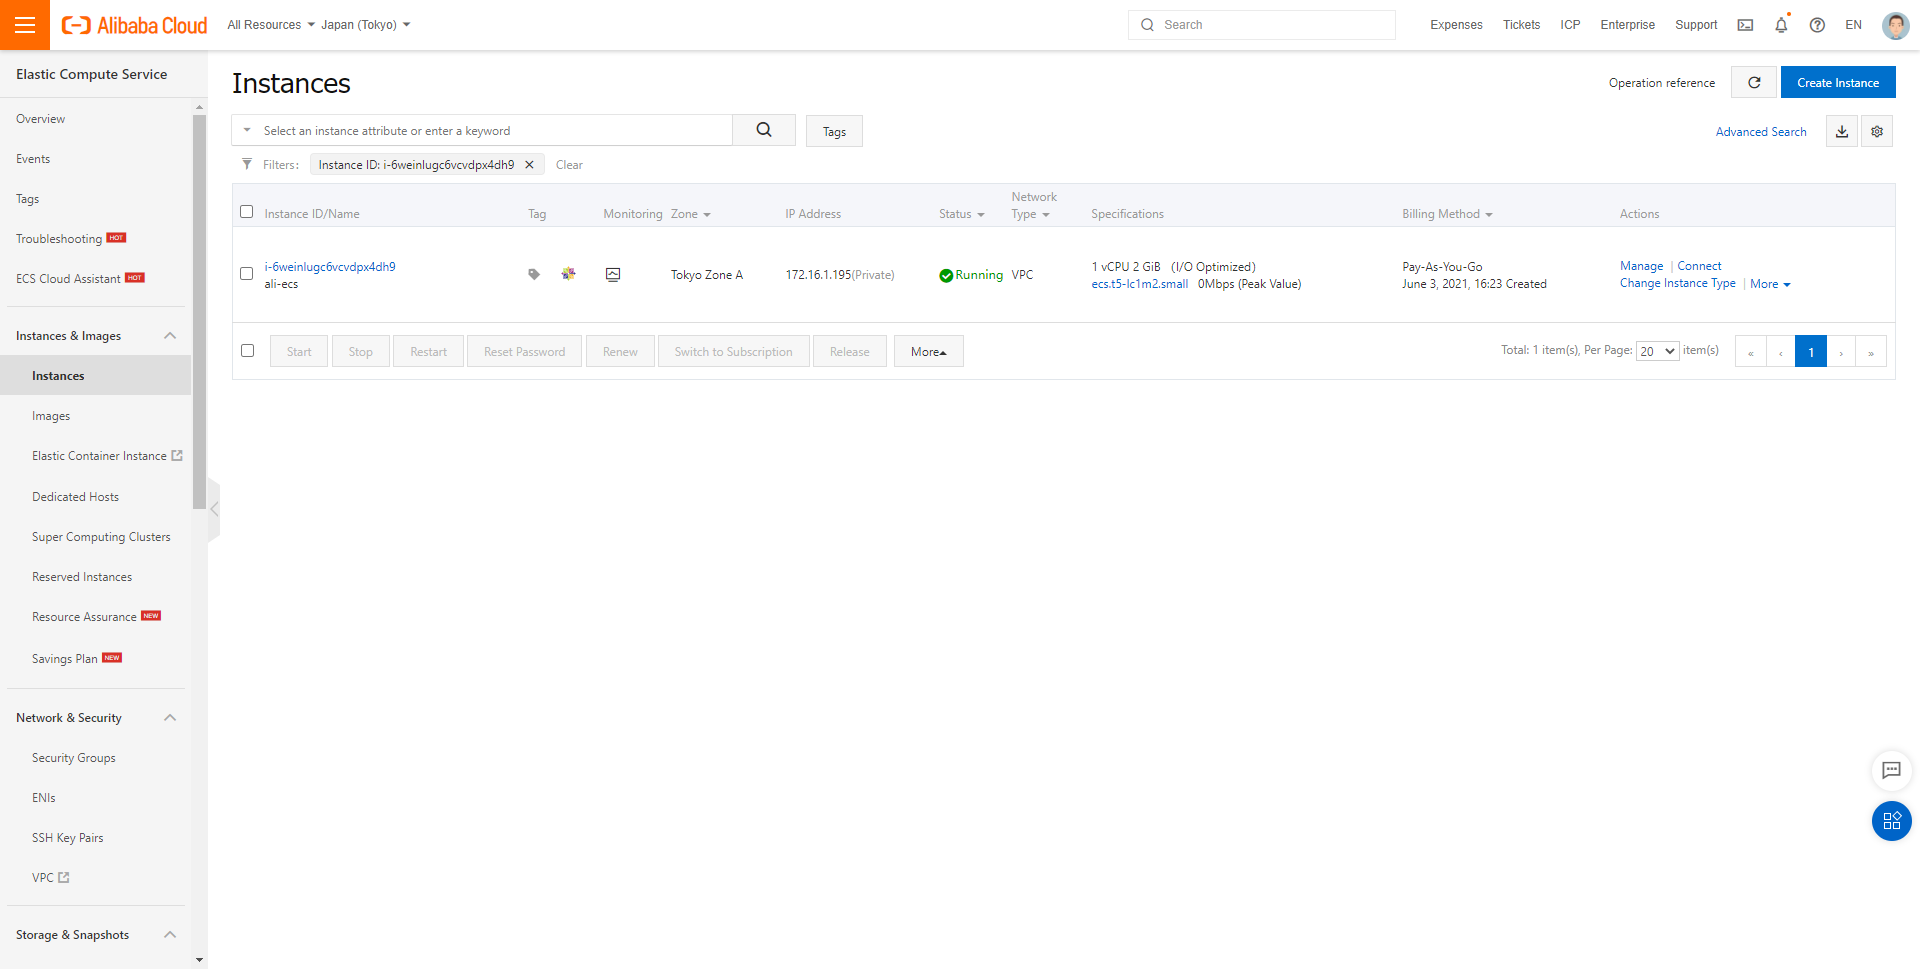 Alibaba Cloud
All Resources
Japan (Tokyo)
Search
Expenses
Tickets
ICP
Enterprise
Support
EN
Elastic Compute Service
Overview
Events
Tags
Troubleshooting HOT
ECS Cloud Assistant HOT
Instances & Images
Instances
Images
Elastic Container Instance
Dedicated Hosts
Super Computing Clusters
Reserved Instances
Resource Assurance NEW
Savings Plan NEW
Network & Security
Security Groups
ENIs
SSH Key Pairs
VPC
Storage & Snapshots
Instances
Operation reference
Create Instance
Select an instance attribute or enter a keyword
Tags
Advanced Search
Filters: Instance ID: i-6weinlugc6vcvdpx4dh9 Clear
Instance ID/Name Tag Monitoring Zone IP Address Status Network Type Specifications Billing Method Actions
i-6weinlugc6vcvdpx4dh9
ali-ecs
Tokyo Zone A
172.16.1.195(Private)
Running
VPC
1 vCPU 2 GiB (I/O Optimized)
ecs.t5-lc1m2.small 0Mbps (Peak Value)
Pay-As-You-Go
June 3, 2021, 16:23 Created
Manage | Connect
Change Instance Type | More
Start Stop Restart Reset Password Renew Switch to Subscription Release More
Total: 1 item(s), Per Page: 20 item(s) « ‹ 1 › »